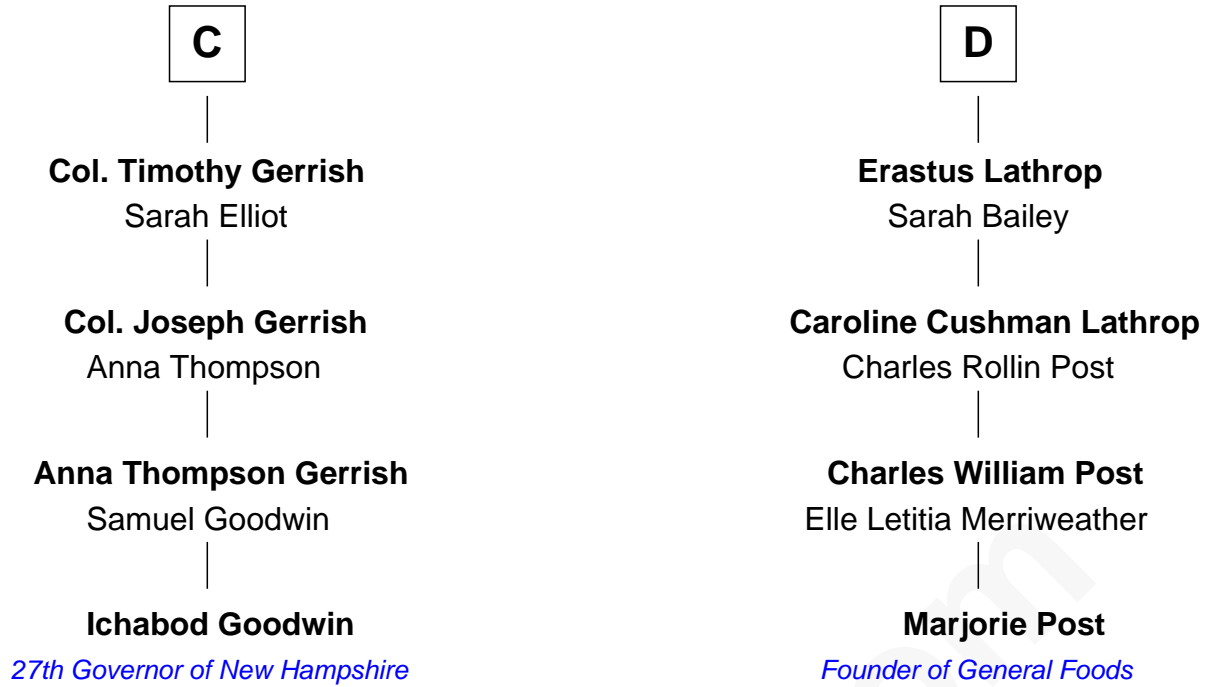 C
Col. Timothy Gerrish
Sarah Elliot
Col. Joseph Gerrish
Anna Thompson
Anna Thompson Gerrish
Samuel Goodwin
Ichabod Goodwin
27th Governor of New Hampshire
D
Erastus Lathrop
Sarah Bailey
Caroline Cushman Lathrop
Charles Rollin Post
Charles William Post
Elle Letitia Merriweather
Marjorie Post
Founder of General Foods